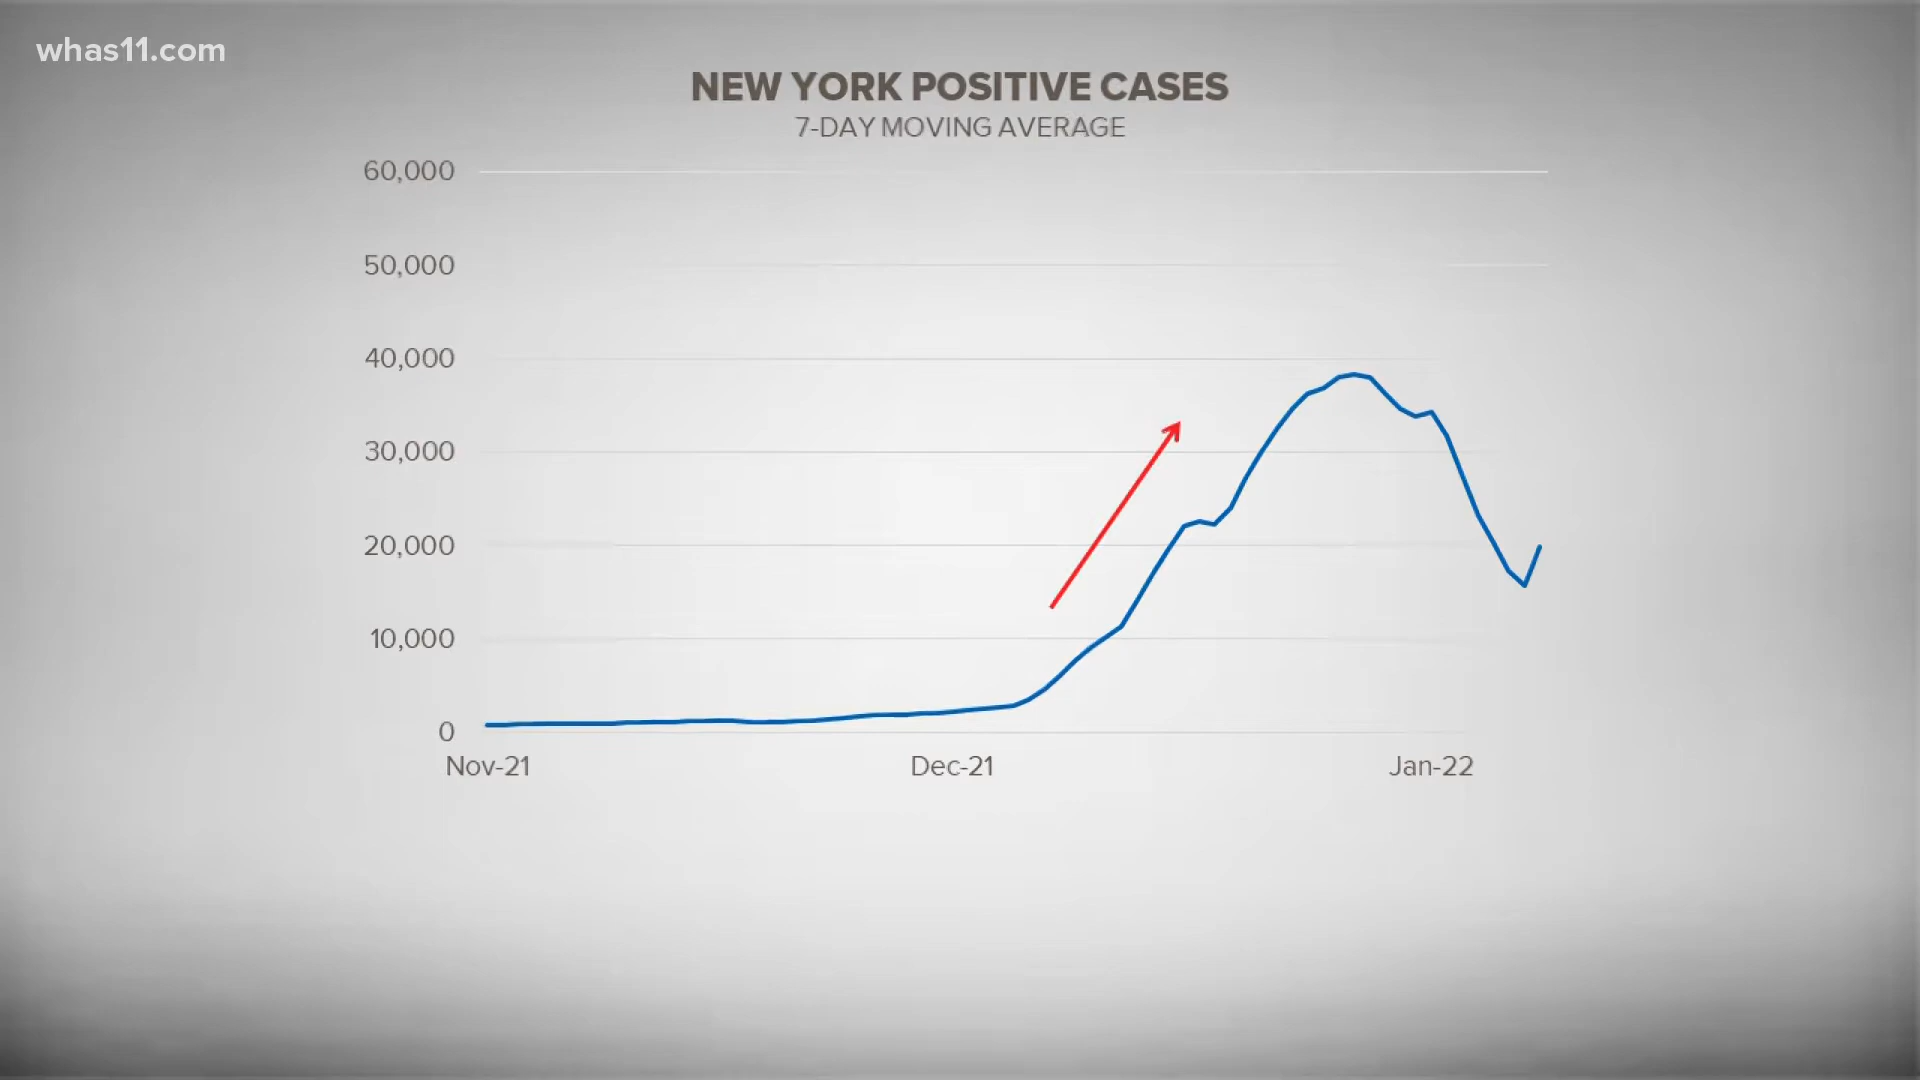 whas11.com
NEW YORK POSITIVE CASES
7-DAY MOVING AVERAGE
60,000
50,000
40,000
30,000
20,000
10,000
0
Nov-21 Dec-21 Jan-22